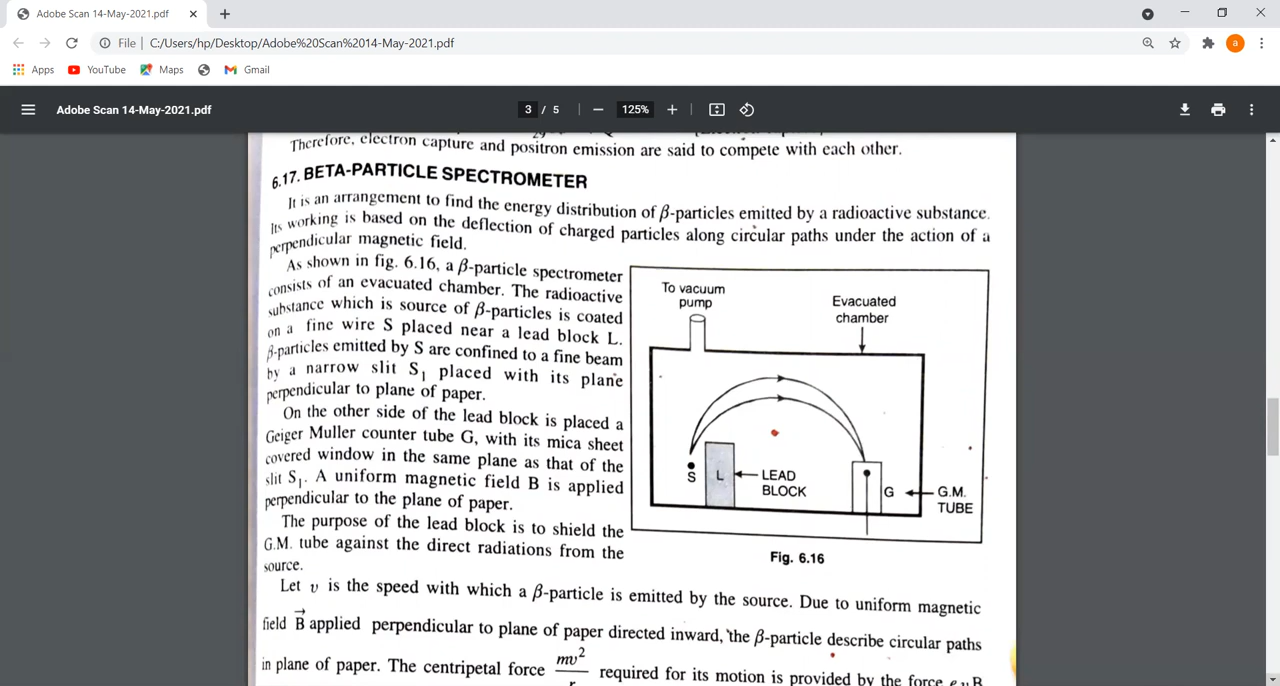 Adobe Scan 14-May-2021.pdf
File | C:/Users/hp/Desktop/Adobe%20Scan%2014-May-2021.pdf
a
Apps YouTube Maps Gmail
Adobe Scan 14-May-2021.pdf
3 / 5 125%
Therefore, electron capture and positron emission are said to compete with each other.
6.17. BETA-PARTICLE SPECTROMETER
It is an arrangement to find the energy distribution of β-particles emitted by a radioactive substance.
Its working is based on the deflection of charged particles along circular paths under the action of a
perpendicular magnetic field.
As shown in fig. 6.16, a β-particle spectrometer
consists of an evacuated chamber. The radioactive
substance which is source of β-particles is coated
on a fine wire S placed near a lead block L.
β-particles emitted by S are confined to a fine beam
by a narrow slit S₁ placed with its plane
perpendicular to plane of paper.
On the other side of the lead block is placed a
Geiger Muller counter tube G, with its mica sheet
covered window in the same plane as that of the
slit S₁. A uniform magnetic field B is applied
perpendicular to the plane of paper.
The purpose of the lead block is to shield the
G.M. tube against the direct radiations from the
source.
To vacuum
pump
Evacuated
chamber
S
L
LEAD
BLOCK
G
G.M.
TUBE
Fig. 6.16
Let υ is the speed with which a β-particle is emitted by the source. Due to uniform magnetic
field B⃗ applied perpendicular to plane of paper directed inward, the β-particle describe circular paths
in plane of paper. The centripetal force mv²/r required for its motion is provided by the force e υ B